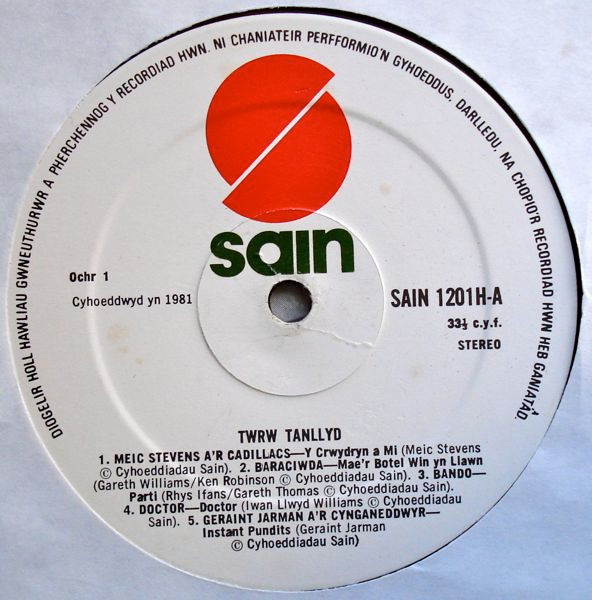 DIOGELIR HOLL HAWLIAU GWNEUTHURWR A PHERCHENNOG Y RECORDIAD HWN. NI CHANIATEIR PERFFORMIO'N GYHOEDDUS, DARLLEDU, NA CHOPIO'R RECORDIAD HWN HEB GANIATÂD.
sain
Ochr 1
Cyhoeddwyd yn 1981
SAIN 1201H-A
33⅓ c.y.f.
STEREO
TWRW TANLLYD
1. MEIC STEVENS A'R CADILLACS—Y Crwydryn a Mi (Meic Stevens
© Cyhoeddiadau Sain). 2. BARACIWDA—Mae'r Botel Win yn Llawn
(Gareth Williams/Ken Robinson © Cyhoeddiadau Sain). 3. BANDO—
Parti (Rhys Ifans/Gareth Thomas © Cyhoeddiadau Sain).
4. DOCTOR—Doctor (Iwan Llwyd Williams © Cyhoeddiadau
Sain). 5. GERAINT JARMAN A'R CYNGANEDDWYR—
Instant Pundits (Geraint Jarman
© Cyhoeddiadau Sain)